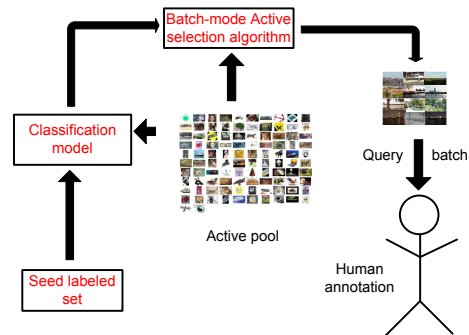 Batch-mode Active
selection algorithm
Classification
model
Query batch
Active pool
Human
annotation
Seed labeled
set